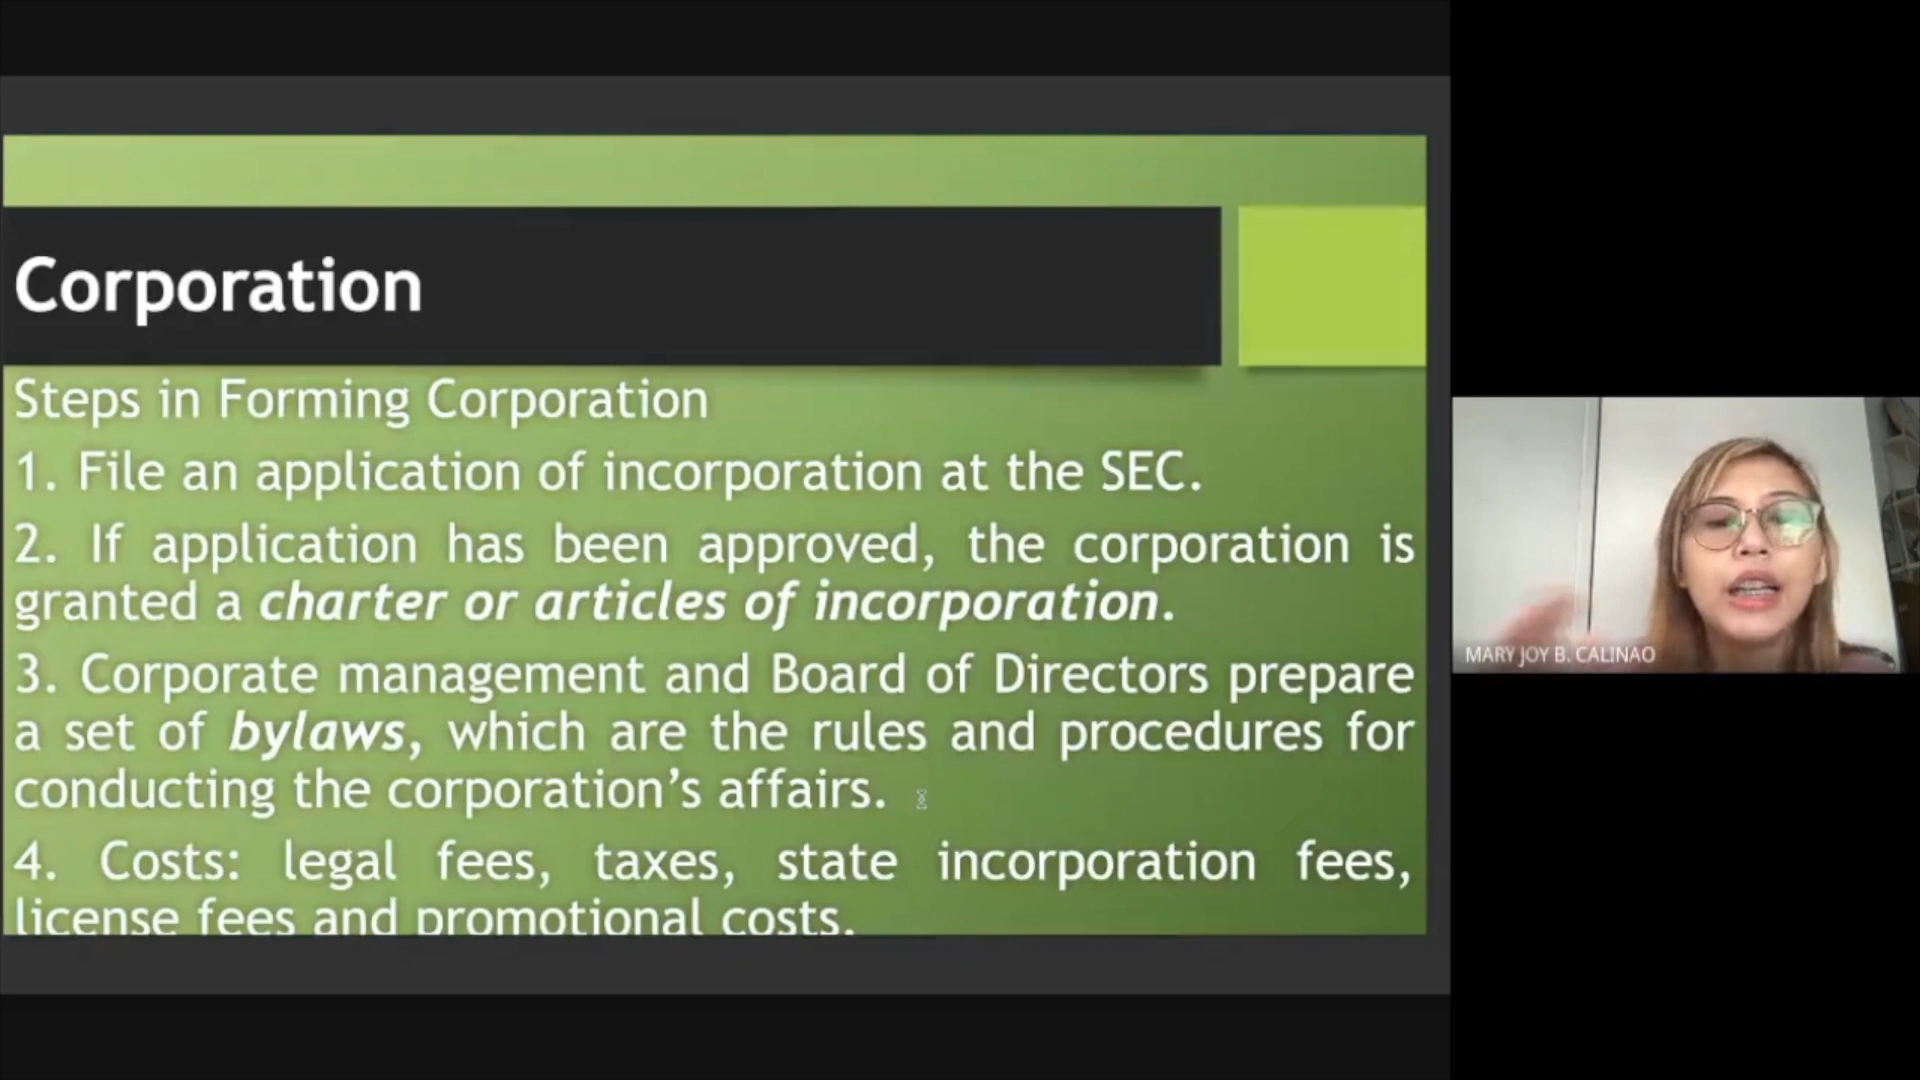 Corporation
Steps in Forming Corporation
1. File an application of incorporation at the SEC.
2. If application has been approved, the corporation is
granted a charter or articles of incorporation.
3. Corporate management and Board of Directors prepare
a set of bylaws, which are the rules and procedures for
conducting the corporation’s affairs.
4. Costs: legal fees, taxes, state incorporation fees,
license fees and promotional costs.
MARY JOY B. CALINAO